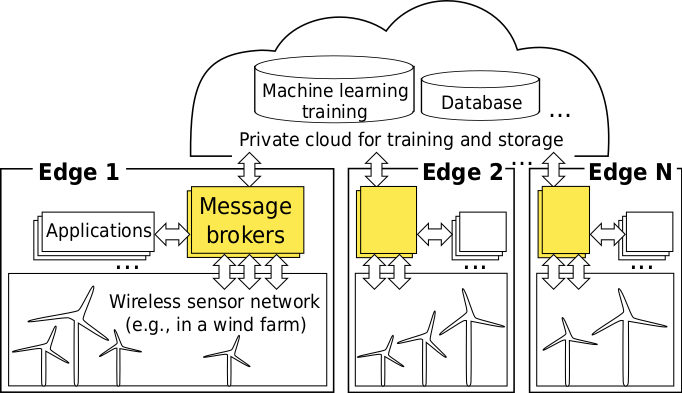 Machine learning
training
Database
...
Private cloud for training and storage
...
Edge 1
Edge 2
Edge N
Message
brokers
Applications
...
...
...
Wireless sensor network
(e.g., in a wind farm)